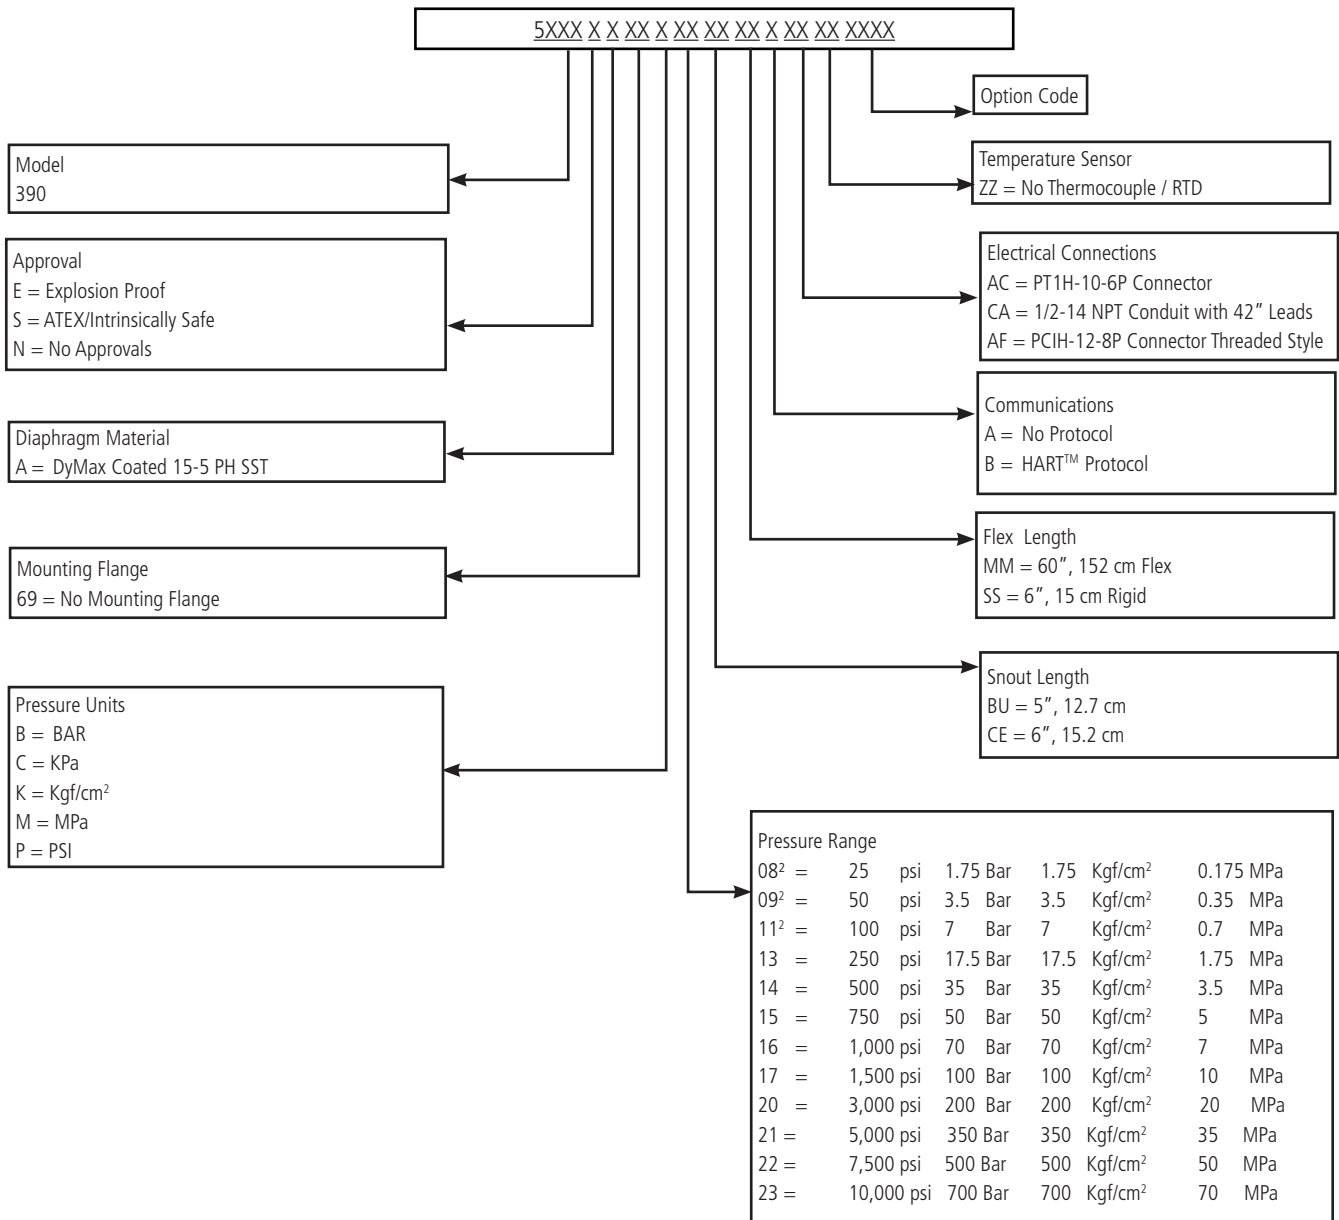 5XXX X X XX X XX XX XX X XX XX XXXX
Option Code
Model
390
Temperature Sensor
ZZ = No Thermocouple / RTD
Approval
E = Explosion Proof
S = ATEX/Intrinsically Safe
N = No Approvals
Electrical Connections
AC = PT1H-10-6P Connector
CA = 1/2-14 NPT Conduit with 42" Leads
AF = PCIH-12-8P Connector Threaded Style
Diaphragm Material
A = DyMax Coated 15-5 PH SST
Communications
A = No Protocol
B = HART™ Protocol
Mounting Flange
69 = No Mounting Flange
Flex Length
MM = 60", 152 cm Flex
SS = 6", 15 cm Rigid
Pressure Units
B = BAR
C = KPa
K = Kgf/cm²
M = MPa
P = PSI
Snout Length
BU = 5", 12.7 cm
CE = 6", 15.2 cm
Pressure Range
08² = 25 psi 1.75 Bar 1.75 Kgf/cm² 0.175 MPa
09² = 50 psi 3.5 Bar 3.5 Kgf/cm² 0.35 MPa
11² = 100 psi 7 Bar 7 Kgf/cm² 0.7 MPa
13 = 250 psi 17.5 Bar 17.5 Kgf/cm² 1.75 MPa
14 = 500 psi 35 Bar 35 Kgf/cm² 3.5 MPa
15 = 750 psi 50 Bar 50 Kgf/cm² 5 MPa
16 = 1,000 psi 70 Bar 70 Kgf/cm² 7 MPa
17 = 1,500 psi 100 Bar 100 Kgf/cm² 10 MPa
20 = 3,000 psi 200 Bar 200 Kgf/cm² 20 MPa
21 = 5,000 psi 350 Bar 350 Kgf/cm² 35 MPa
22 = 7,500 psi 500 Bar 500 Kgf/cm² 50 MPa
23 = 10,000 psi 700 Bar 700 Kgf/cm² 70 MPa